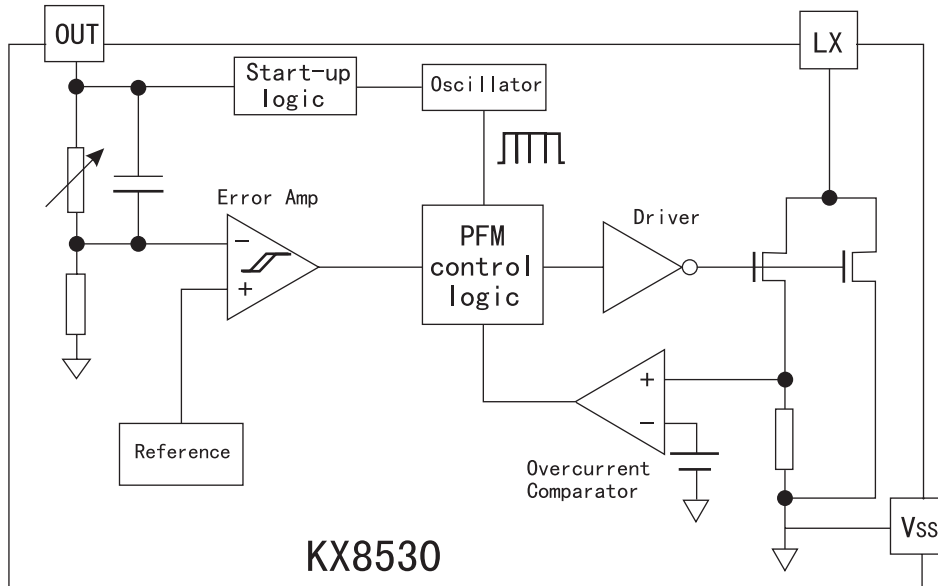 OUT
LX
Start-up
logic
Oscillator
Error Amp
Driver
PFM
control
logic
−
+
+
−
Reference
Overcurrent
Comparator
Vss
KX8530